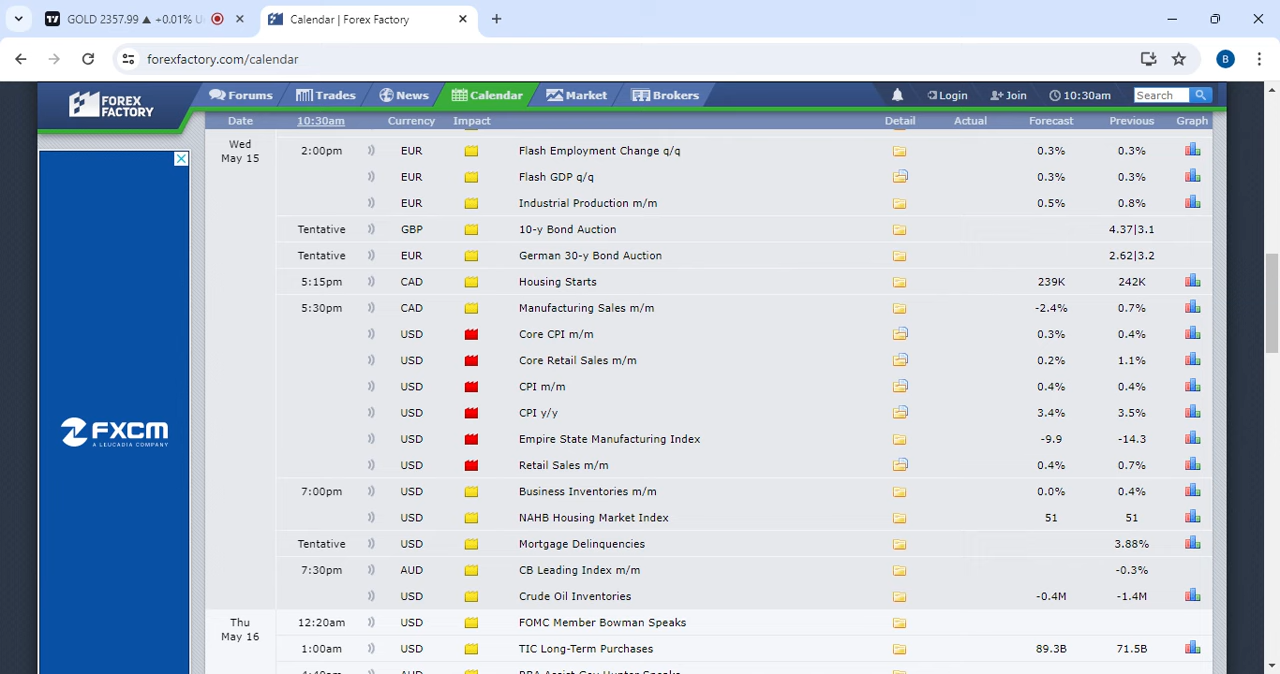 GOLD 2357.99 ▲ +0.01% U
Calendar | Forex Factory
forexfactory.com/calendar
B
FOREX FACTORY
Forums Trades News Calendar Market Brokers Login Join 10:30am Search
Date 10:30am Currency Impact Detail Actual Forecast Previous Graph
Wed May 15 2:00pm EUR Flash Employment Change q/q 0.3% 0.3%
EUR Flash GDP q/q 0.3% 0.3%
EUR Industrial Production m/m 0.5% 0.8%
Tentative GBP 10-y Bond Auction 4.37|3.1
Tentative EUR German 30-y Bond Auction 2.62|3.2
5:15pm CAD Housing Starts 239K 242K
5:30pm CAD Manufacturing Sales m/m -2.4% 0.7%
USD Core CPI m/m 0.3% 0.4%
USD Core Retail Sales m/m 0.2% 1.1%
USD CPI m/m 0.4% 0.4%
USD CPI y/y 3.4% 3.5%
FXCM
A LEUCADIA COMPANY
USD Empire State Manufacturing Index -9.9 -14.3
USD Retail Sales m/m 0.4% 0.7%
7:00pm USD Business Inventories m/m 0.0% 0.4%
USD NAHB Housing Market Index 51 51
Tentative USD Mortgage Delinquencies 3.88%
7:30pm AUD CB Leading Index m/m -0.3%
USD Crude Oil Inventories -0.4M -1.4M
Thu May 16 12:20am USD FOMC Member Bowman Speaks
1:00am USD TIC Long-Term Purchases 89.3B 71.5B